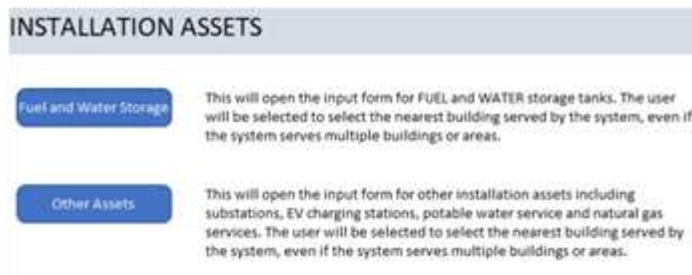 INSTALLATION ASSETS
Fuel and Water Storage
This will open the input form for FUEL and WATER storage tanks. The user
will be selected to select the nearest building served by the system, even if
the system serves multiple buildings or areas.
Other Assets
This will open the input form for other installation assets including
substations, EV charging stations, potable water service and natural gas
services. The user will be selected to select the nearest building served by
the system, even if the system serves multiple buildings or areas.